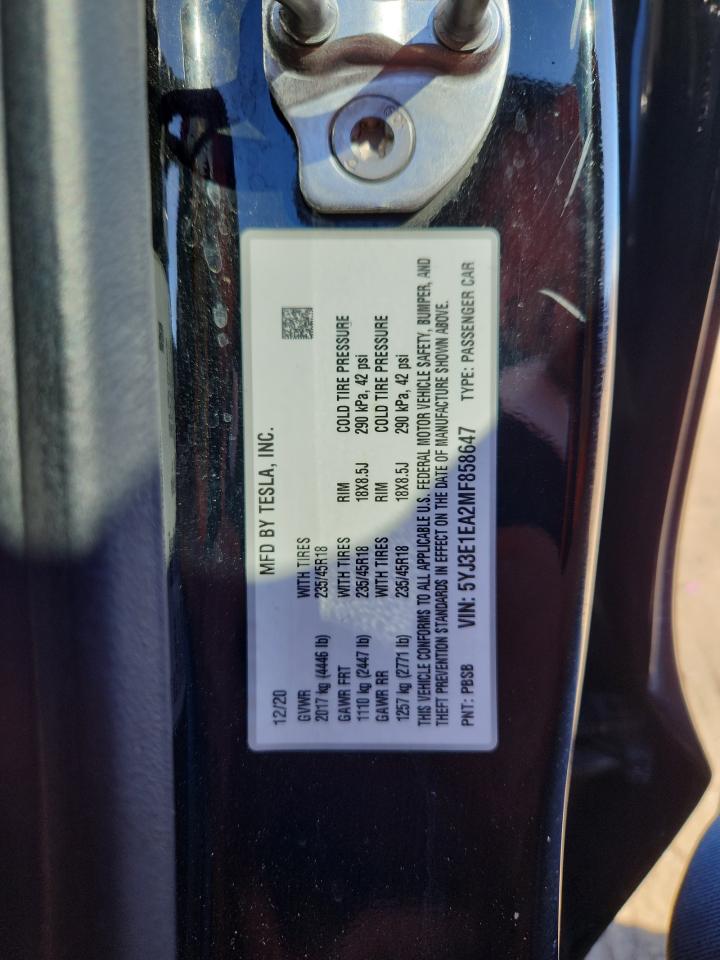 12/20 MFD BY TESLA, INC.
GVWR WITH TIRES
2017 kg (4446 lb) 235/45R18
GAWR FRT WITH TIRES RIM COLD TIRE PRESSURE
1110 kg (2447 lb) 235/45R18 18X8.5J 290 kPa, 42 psi
GAWR RR WITH TIRES RIM COLD TIRE PRESSURE
1257 kg (2771 lb) 235/45R18 18X8.5J 290 kPa, 42 psi
THIS VEHICLE CONFORMS TO ALL APPLICABLE U.S. FEDERAL MOTOR VEHICLE SAFETY, BUMPER, AND
THEFT PREVENTION STANDARDS IN EFFECT ON THE DATE OF MANUFACTURE SHOWN ABOVE.
PNT: PBSB VIN: 5YJ3E1EA2MF858647 TYPE: PASSENGER CAR